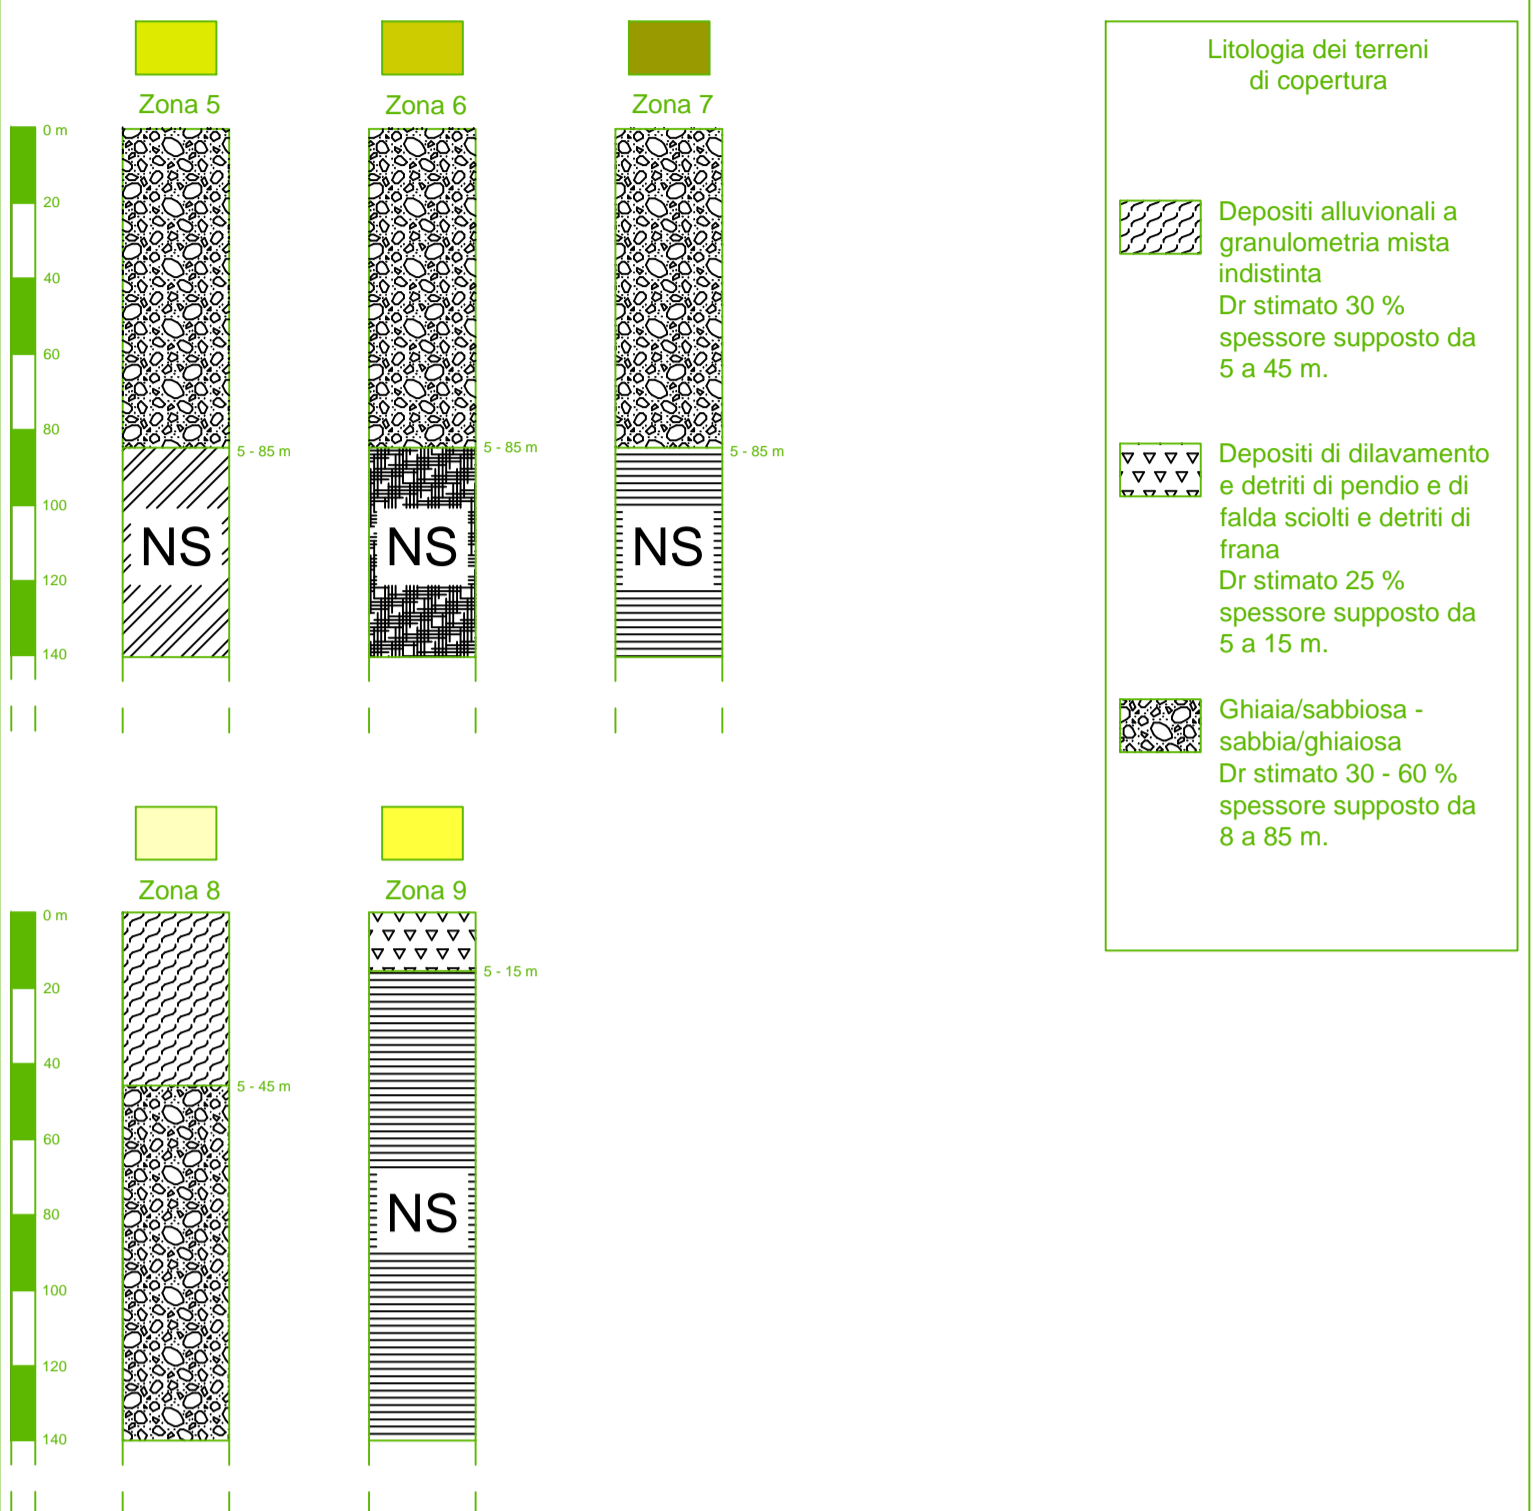 Zona 5
Zona 6
Zona 7
0 m
20
40
60
80
100
120
140
5 - 85 m
5 - 85 m
5 - 85 m
NS
NS
NS
Zona 8
Zona 9
0 m
20
40
60
80
100
120
140
5 - 45 m
5 - 15 m
NS
Litologia dei terreni
di copertura
Depositi alluvionali a
granulometria mista
indistinta
Dr stimato 30 %
spessore supposto da
5 a 45 m.
Depositi di dilavamento
e detriti di pendio e di
falda sciolti e detriti di
frana
Dr stimato 25 %
spessore supposto da
5 a 15 m.
Ghiaia/sabbiosa -
sabbia/ghiaiosa
Dr stimato 30 - 60 %
spessore supposto da
8 a 85 m.